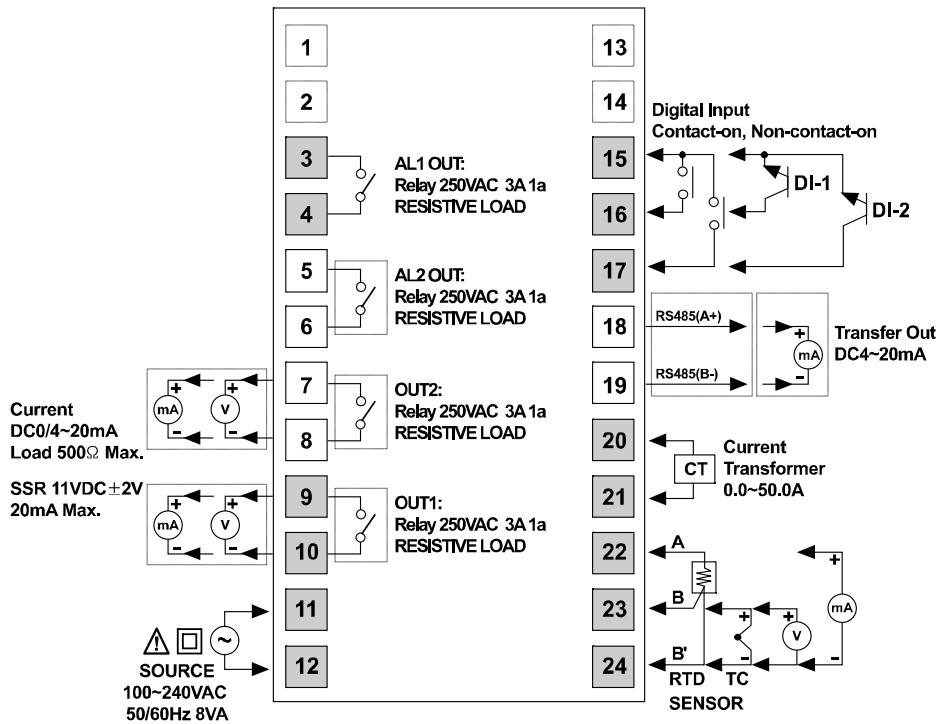 1
2
3
4
5
6
7
8
9
10
11
12
13
14
15
16
17
18
19
20
21
22
23
24
AL1 OUT:
Relay 250VAC 3A 1a
RESISTIVE LOAD
AL2 OUT:
Relay 250VAC 3A 1a
RESISTIVE LOAD
OUT2:
Relay 250VAC 3A 1a
RESISTIVE LOAD
OUT1:
Relay 250VAC 3A 1a
RESISTIVE LOAD
Current
DC0/4~20mA
Load 500Ω Max.
+ +
mA V
- -
SSR 11VDC±2V
20mA Max.
+ +
mA V
- -
~
SOURCE
100~240VAC
50/60Hz 8VA
Digital Input
Contact-on, Non-contact-on
DI-1
DI-2
RS485(A+)
RS485(B-)
+
mA
-
Transfer Out
DC4~20mA
CT
Current
Transformer
0.0~50.0A
A
B
B'
RTD TC
SENSOR
+ + +
V mA
- - -